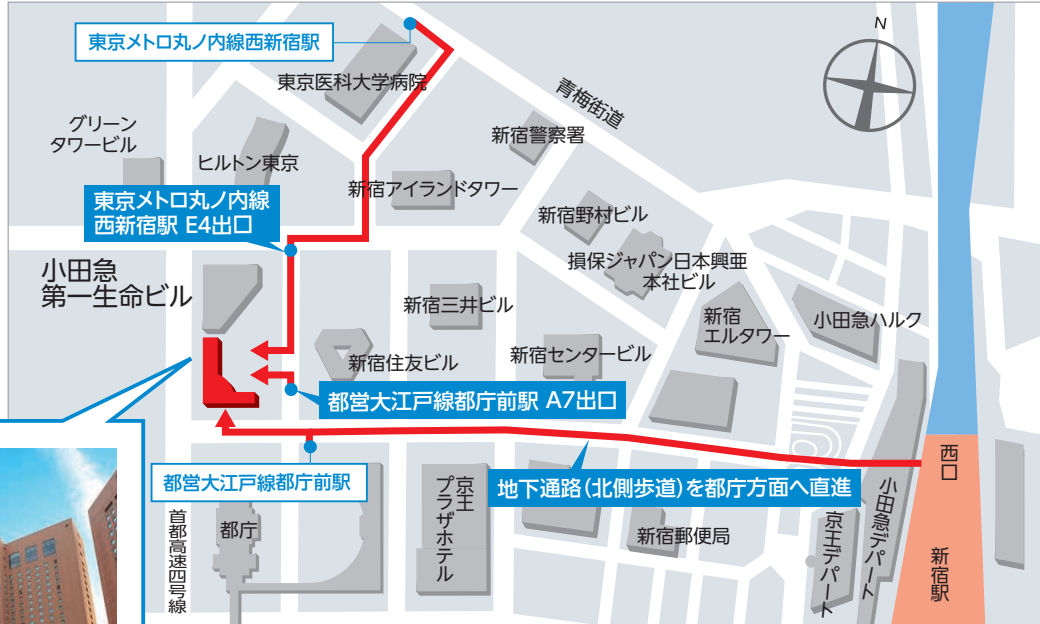 東京メトロ丸ノ内線西新宿駅
N
東京医科大学病院
青梅街道
グリーン
タワービル
新宿警察署
ヒルトン東京
新宿アイランドタワー
東京メトロ丸ノ内線
西新宿駅 E4出口
新宿野村ビル
小田急
第一生命ビル
損保ジャパン日本興亜
本社ビル
新宿三井ビル
新宿
エルタワー
小田急ハルク
新宿住友ビル
新宿センタービル
都営大江戸線都庁前駅 A7出口
西口
都営大江戸線都庁前駅
地下通路(北側歩道)を都庁方面へ直進
首都高速四号線
都庁
京王
プラザホテル
新宿郵便局
京王デパート
小田急デパート
新宿駅